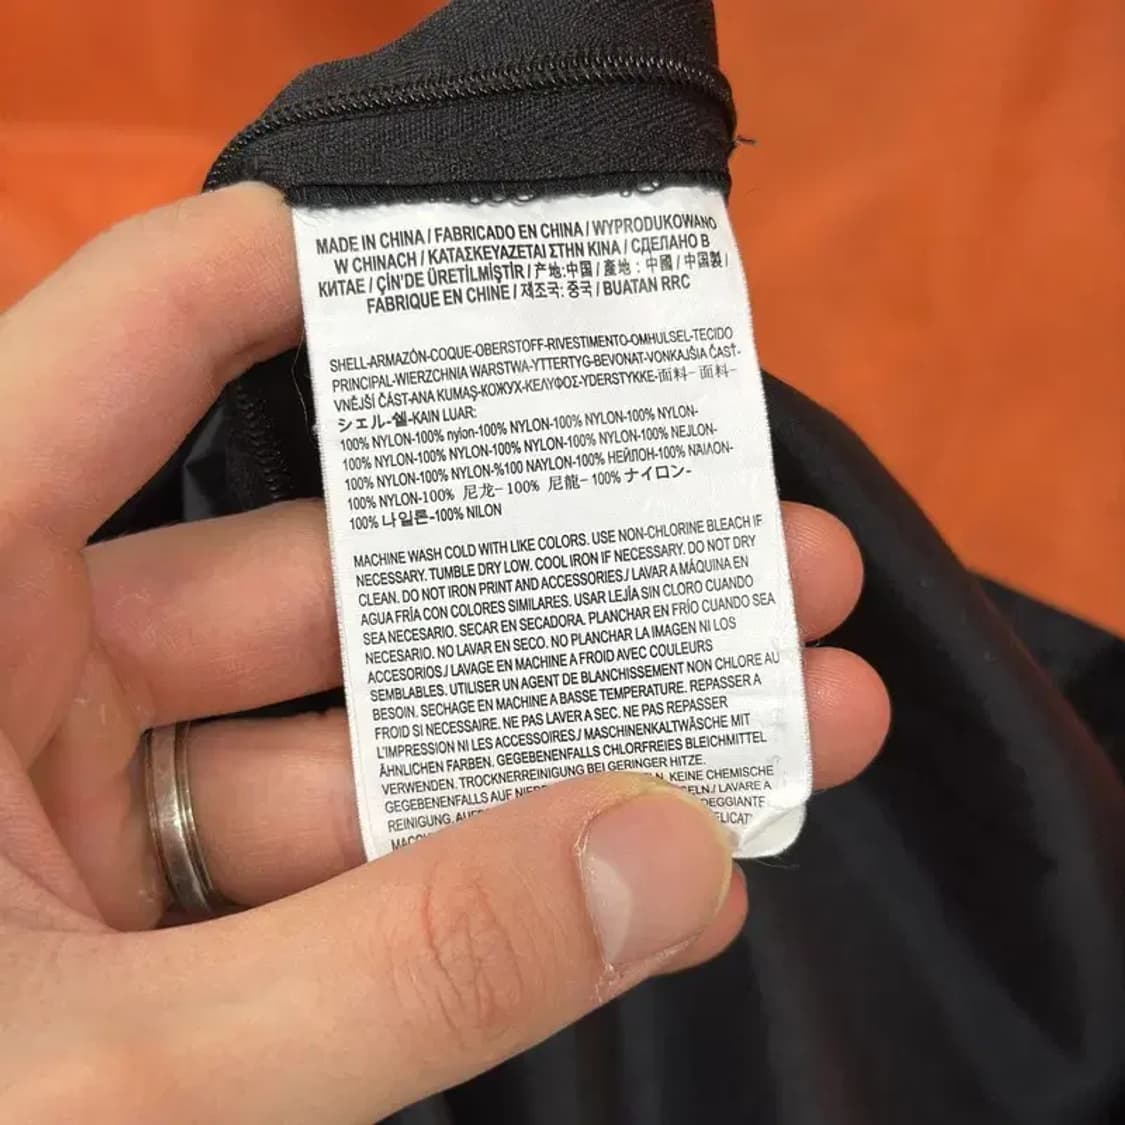 MADE IN CHINA / FABRICADO EN CHINA / WYPRODUKOWANO
W CHINACH / ΚΑΤΑΣΚΕΥΑΖΕΤΑΙ ΣΤΗΝ ΚΙΝΑ / СДЕЛАНО В
КИТАЕ / ÇİN'DE ÜRETİLMİŞTİR / 产地:中国 / 產地:中國 / 中国製 /
FABRIQUE EN CHINE / 제조국: 중국 / BUATAN RRC
SHELL-ARMAZÓN-COQUE-OBERSTOFF-RIVESTIMENTO-OMHULSEL-TECIDO
PRINCIPAL-WIERZCHNIA WARSTWA-YTTERTYG-BEVONAT-VONKAJŠIA ČASŤ-
VNĚJŠÍ ČÁST-ANA KUMAŞ-КОЖУХ-ΚΕΛΥΦΟΣ-YDERSTYKKE-面料-面料-
シェル-쉘-KAIN LUAR:
100% NYLON-100% nylon-100% NYLON-100% NYLON-100% NYLON-
100% NYLON-100% NYLON-100% NYLON-100% NYLON-100% NEJLON-
100% NYLON-100% NYLON-%100 NAYLON-100% НЕЙЛОН-100% ΝΑΙΛΟΝ-
100% NYLON-100% 尼龙-100% 尼龍-100% ナイロン-
100% 나일론-100% NILON
MACHINE WASH COLD WITH LIKE COLORS. USE NON-CHLORINE BLEACH IF
NECESSARY. TUMBLE DRY LOW. COOL IRON IF NECESSARY. DO NOT DRY
CLEAN. DO NOT IRON PRINT AND ACCESSORIES./ LAVAR A MÁQUINA EN
AGUA FRÍA CON COLORES SIMILARES. USAR LEJÍA SIN CLORO CUANDO
SEA NECESARIO. SECAR EN SECADORA. PLANCHAR EN FRÍO CUANDO SEA
NECESARIO. NO LAVAR EN SECO. NO PLANCHAR LA IMAGEN NI LOS
ACCESORIOS./ LAVAGE EN MACHINE A FROID AVEC COULEURS
SEMBLABLES. UTILISER UN AGENT DE BLANCHISSEMENT NON CHLORE AU
BESOIN. SECHAGE EN MACHINE A BASSE TEMPERATURE. REPASSER A
FROID SI NECESSAIRE. NE PAS LAVER A SEC. NE PAS REPASSER
L'IMPRESSION NI LES ACCESSOIRES./ MASCHINENKALTWÄSCHE MIT
ÄHNLICHEN FARBEN. GEGEBENENFALLS CHLORFREIES BLEICHMITTEL
VERWENDEN. TROCKNERREINIGUNG BEI GERINGER HITZE.
GEGEBENENFALLS AUF KEINE CHEMISCHE
REINIGUNG. LAVARE A